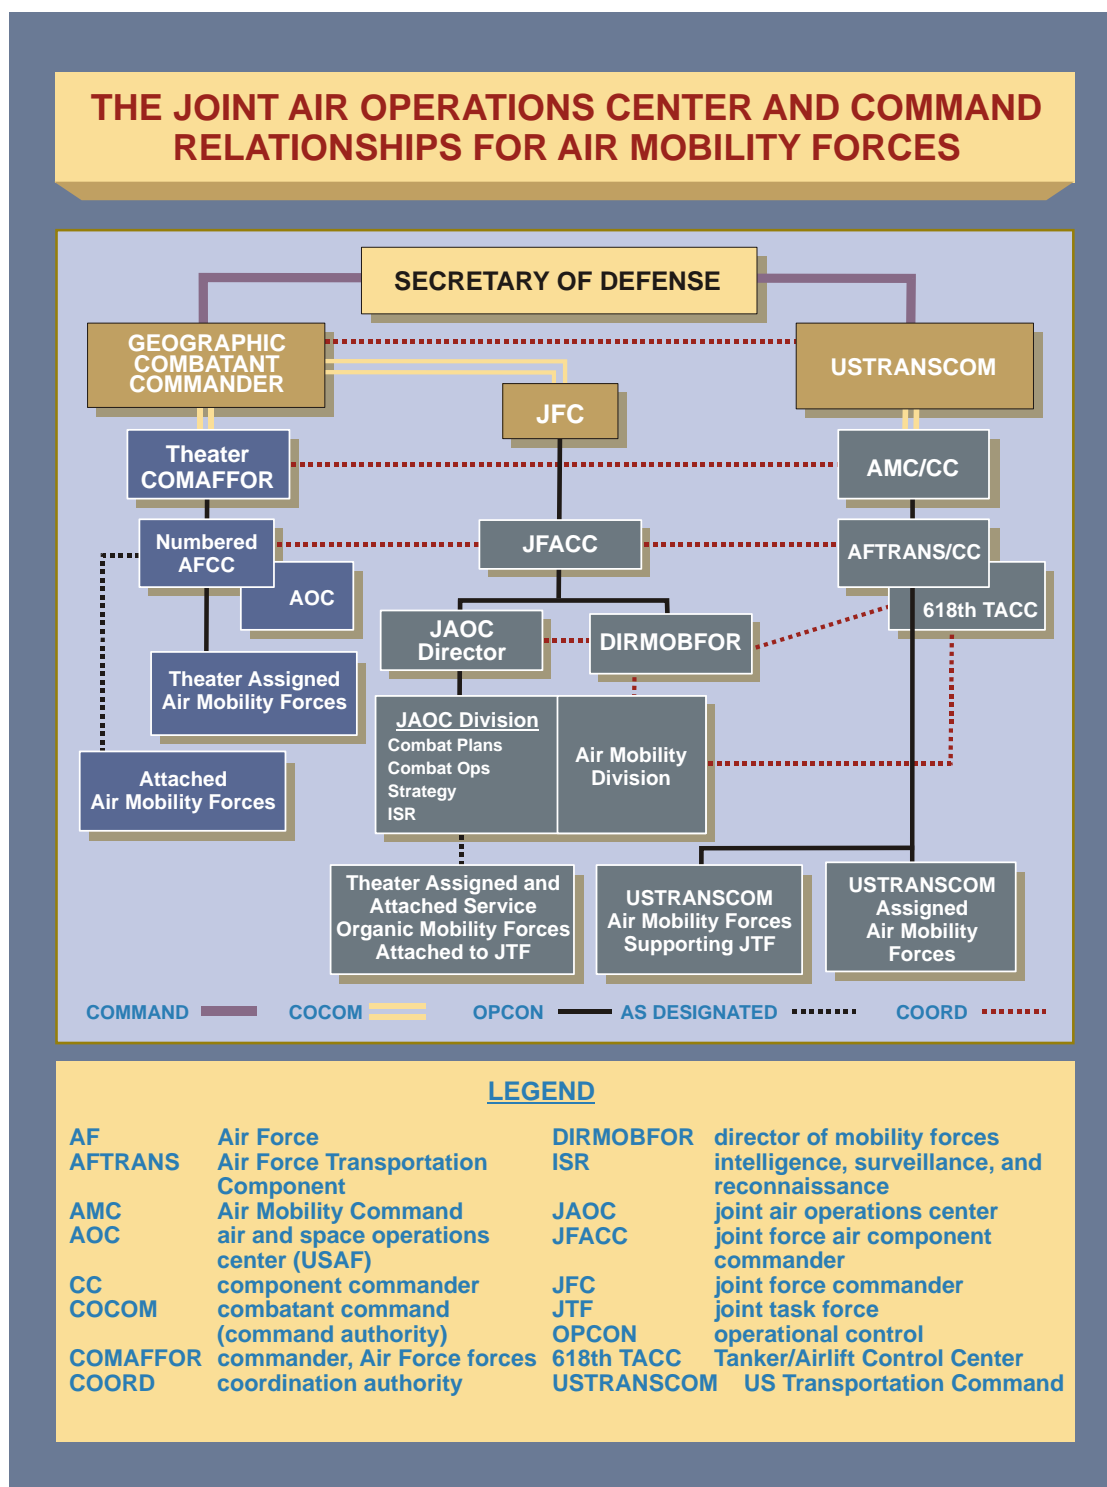 THE JOINT AIR OPERATIONS CENTER AND COMMAND
RELATIONSHIPS FOR AIR MOBILITY FORCES
SECRETARY OF DEFENSE
GEOGRAPHIC
COMBATANT
COMMANDER
USTRANSCOM
JFC
Theater
COMAFFOR
AMC/CC
Numbered
AFCC
JFACC
AFTRANS/CC
AOC
618th TACC
JAOC
Director
DIRMOBFOR
Theater Assigned
Air Mobility Forces
JAOC Division
Combat Plans
Combat Ops
Strategy
ISR
Air Mobility
Division
Attached
Air Mobility Forces
Theater Assigned and
Attached Service
Organic Mobility Forces
Attached to JTF
USTRANSCOM
Air Mobility Forces
Supporting JTF
USTRANSCOM
Assigned
Air Mobility
Forces
COMMAND COCOM OPCON AS DESIGNATED COORD
LEGEND
AF Air Force
AFTRANS Air Force Transportation
Component
AMC Air Mobility Command
AOC air and space operations
center (USAF)
CC component commander
COCOM combatant command
(command authority)
COMAFFOR commander, Air Force forces
COORD coordination authority
DIRMOBFOR director of mobility forces
ISR intelligence, surveillance, and
reconnaissance
JAOC joint air operations center
JFACC joint force air component
commander
JFC joint force commander
JTF joint task force
OPCON operational control
618th TACC Tanker/Airlift Control Center
USTRANSCOM US Transportation Command